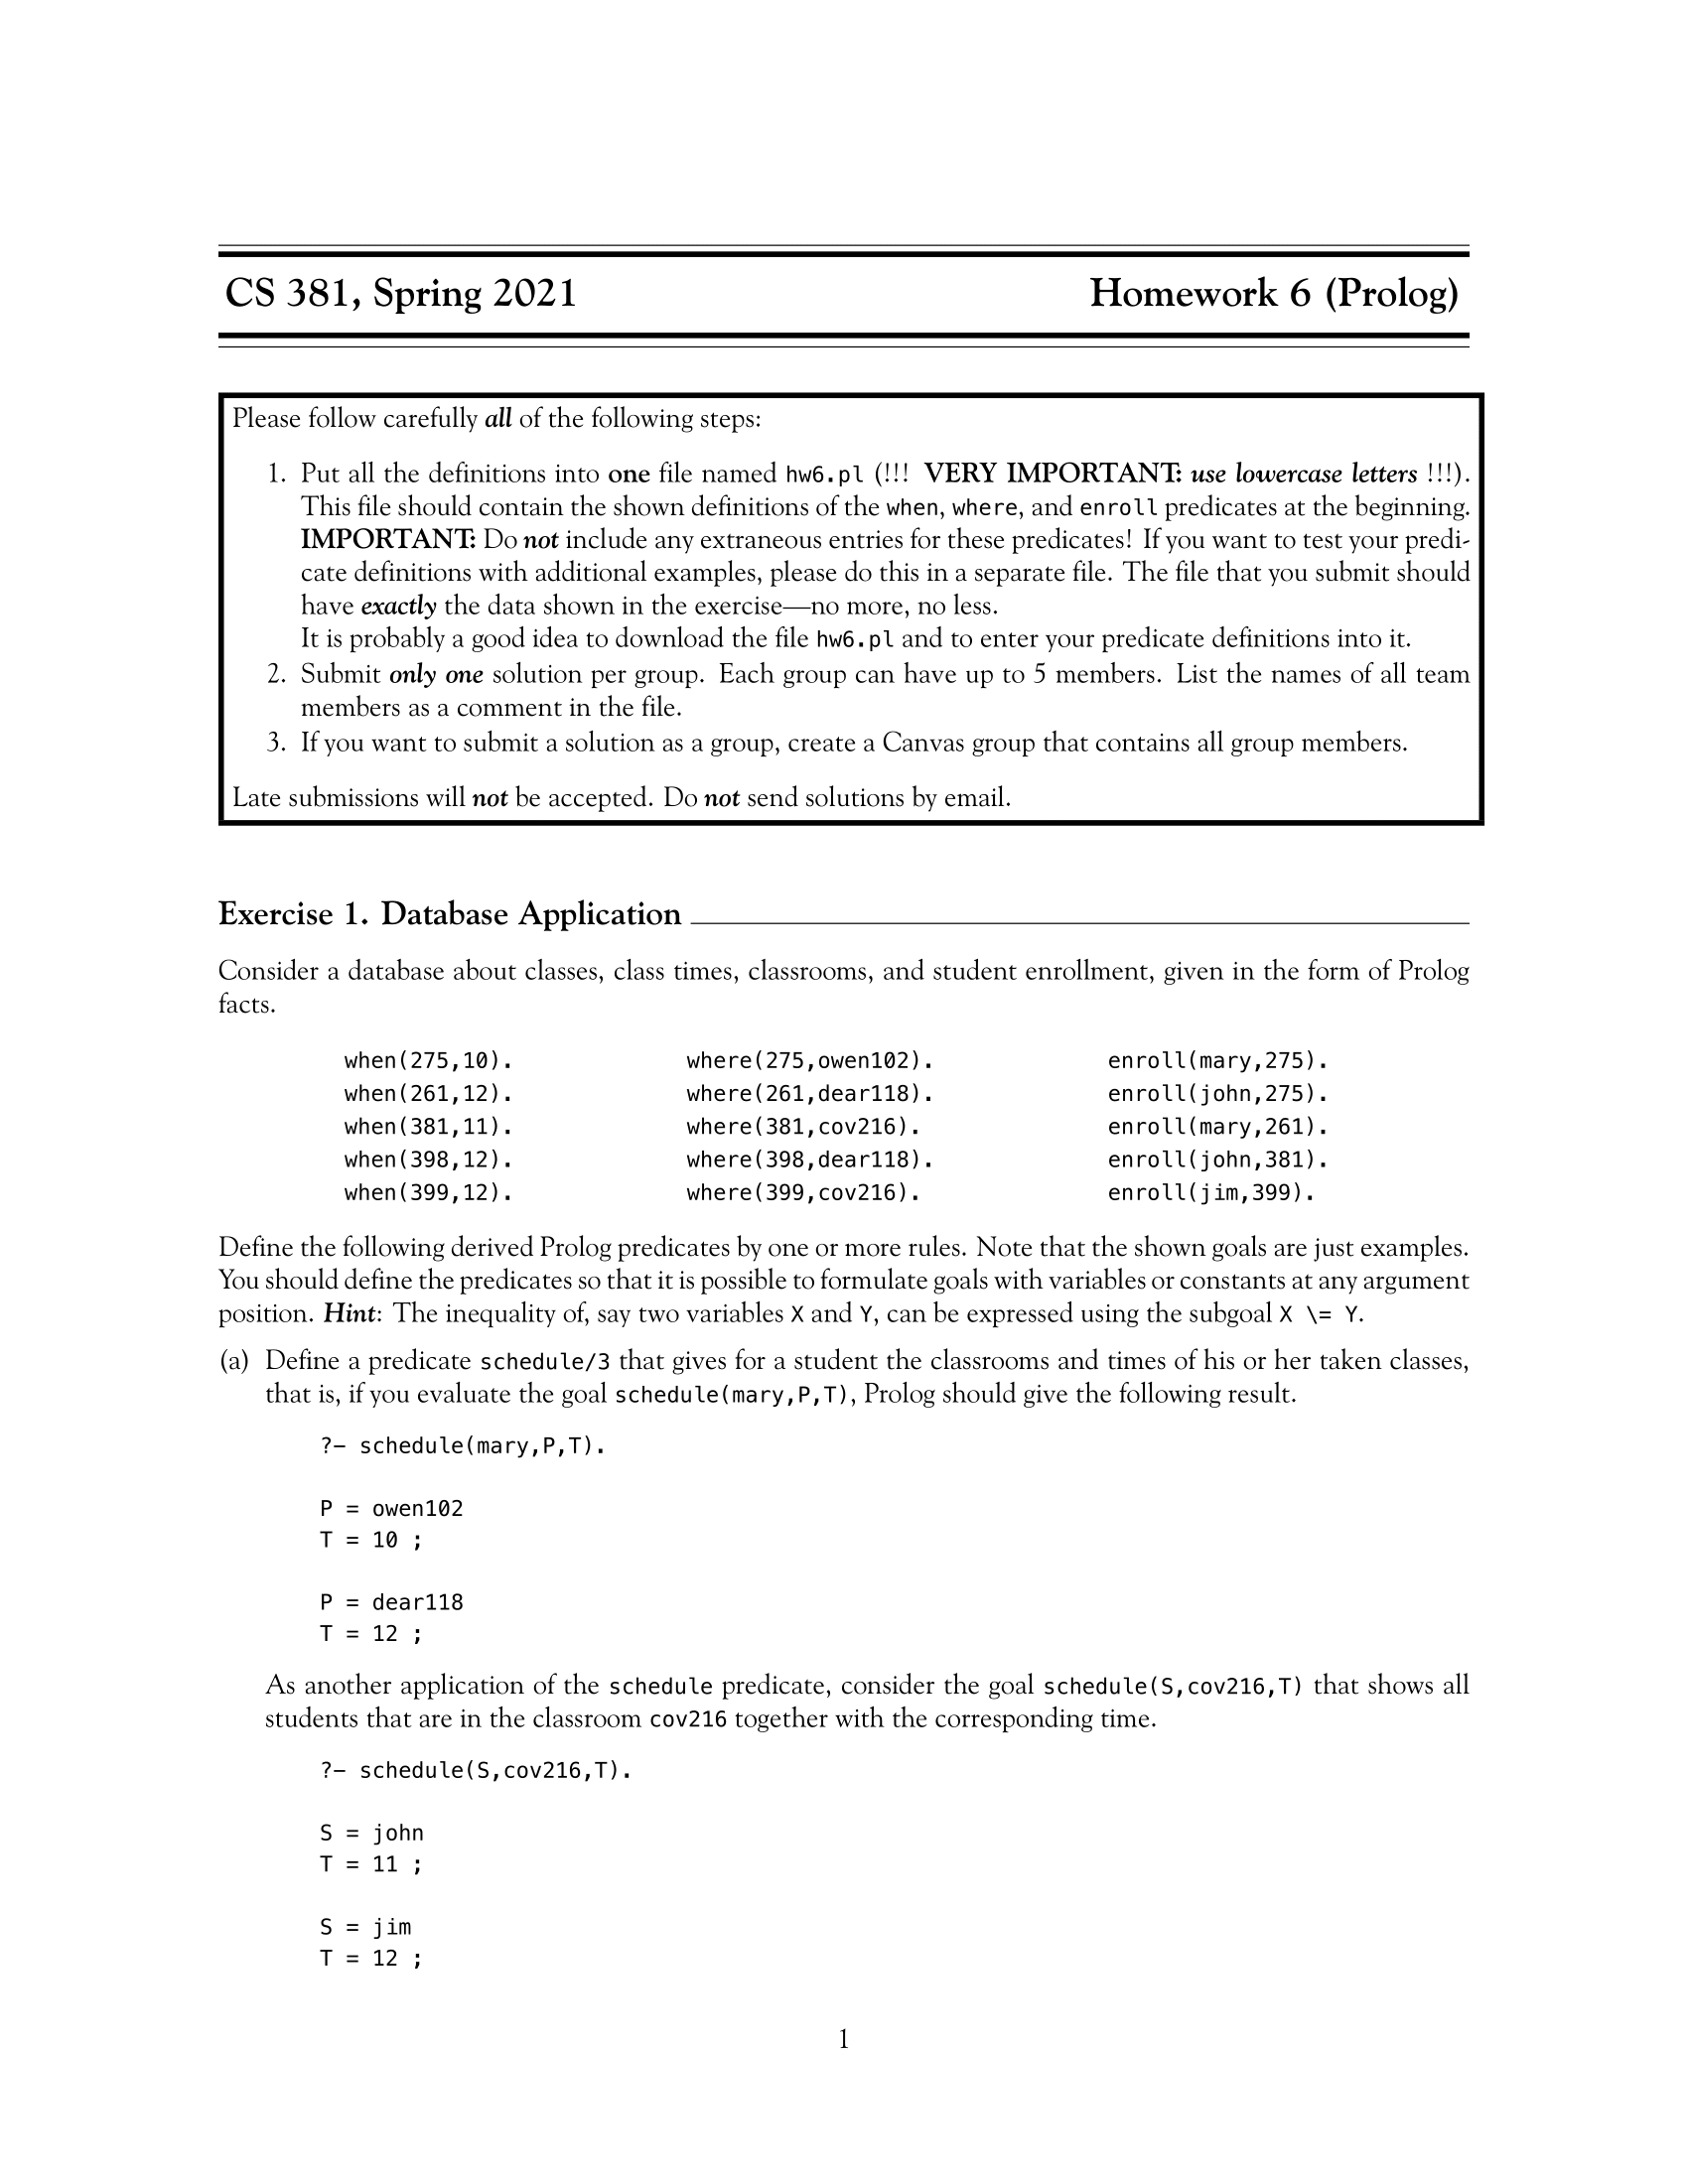 CS 381, Spring 2021 Homework 6 (Prolog)
Please follow carefully all of the following steps:
1. Put all the definitions into one file named hw6.pl (!!! VERY IMPORTANT: use lowercase letters !!!).
This file should contain the shown definitions of the when, where, and enroll predicates at the beginning.
IMPORTANT: Do not include any extraneous entries for these predicates! If you want to test your predi-
cate definitions with additional examples, please do this in a separate file. The file that you submit should
have exactly the data shown in the exercise—no more, no less.
It is probably a good idea to download the file hw6.pl and to enter your predicate definitions into it.
2. Submit only one solution per group. Each group can have up to 5 members. List the names of all team
members as a comment in the file.
3. If you want to submit a solution as a group, create a Canvas group that contains all group members.
Late submissions will not be accepted. Do not send solutions by email.
Exercise 1. Database Application
Consider a database about classes, class times, classrooms, and student enrollment, given in the form of Prolog
facts.
when(275,10). where(275,owen102). enroll(mary,275).
when(261,12). where(261,dear118). enroll(john,275).
when(381,11). where(381,cov216). enroll(mary,261).
when(398,12). where(398,dear118). enroll(john,381).
when(399,12). where(399,cov216). enroll(jim,399).
Define the following derived Prolog predicates by one or more rules. Note that the shown goals are just examples.
You should define the predicates so that it is possible to formulate goals with variables or constants at any argument
position. Hint: The inequality of, say two variables X and Y, can be expressed using the subgoal X \= Y.
(a) Define a predicate schedule/3 that gives for a student the classrooms and times of his or her taken classes,
that is, if you evaluate the goal schedule(mary,P,T), Prolog should give the following result.
?- schedule(mary,P,T).
P = owen102
T = 10 ;
P = dear118
T = 12 ;
As another application of the schedule predicate, consider the goal schedule(S,cov216,T) that shows all
students that are in the classroom cov216 together with the corresponding time.
?- schedule(S,cov216,T).
S = john
T = 11 ;
S = jim
T = 12 ;
1